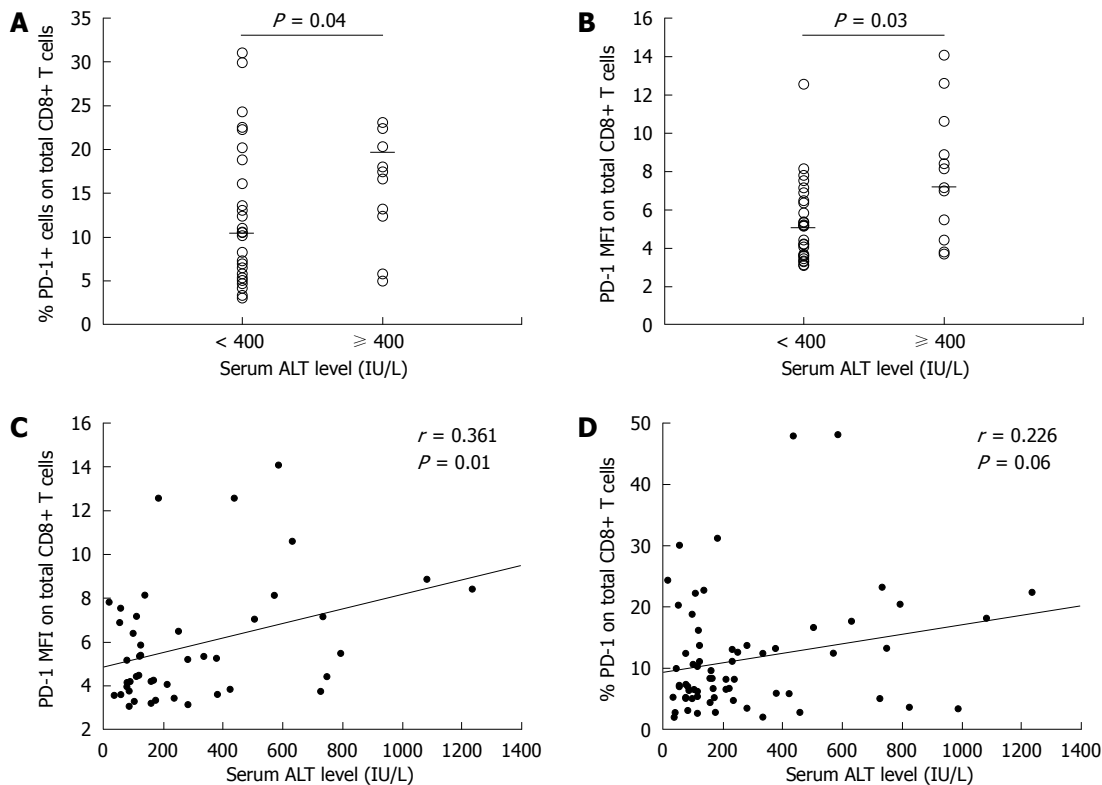 A
P = 0.04
% PD-1+ cells on total CD8+ T cells
35
30
25
20
15
10
5
0
< 400 ⩾ 400
Serum ALT level (IU/L)
B
P = 0.03
PD-1 MFI on total CD8+ T cells
16
14
12
10
8
6
4
2
0
< 400 ⩾ 400
Serum ALT level (IU/L)
C
r = 0.361
P = 0.01
PD-1 MFI on total CD8+ T cells
16
14
12
10
8
6
4
2
0 200 400 600 800 1000 1200 1400
Serum ALT level (IU/L)
D
r = 0.226
P = 0.06
% PD-1 on total CD8+ T cells
50
40
30
20
10
0
0 200 400 600 800 1000 1200 1400
Serum ALT level (IU/L)